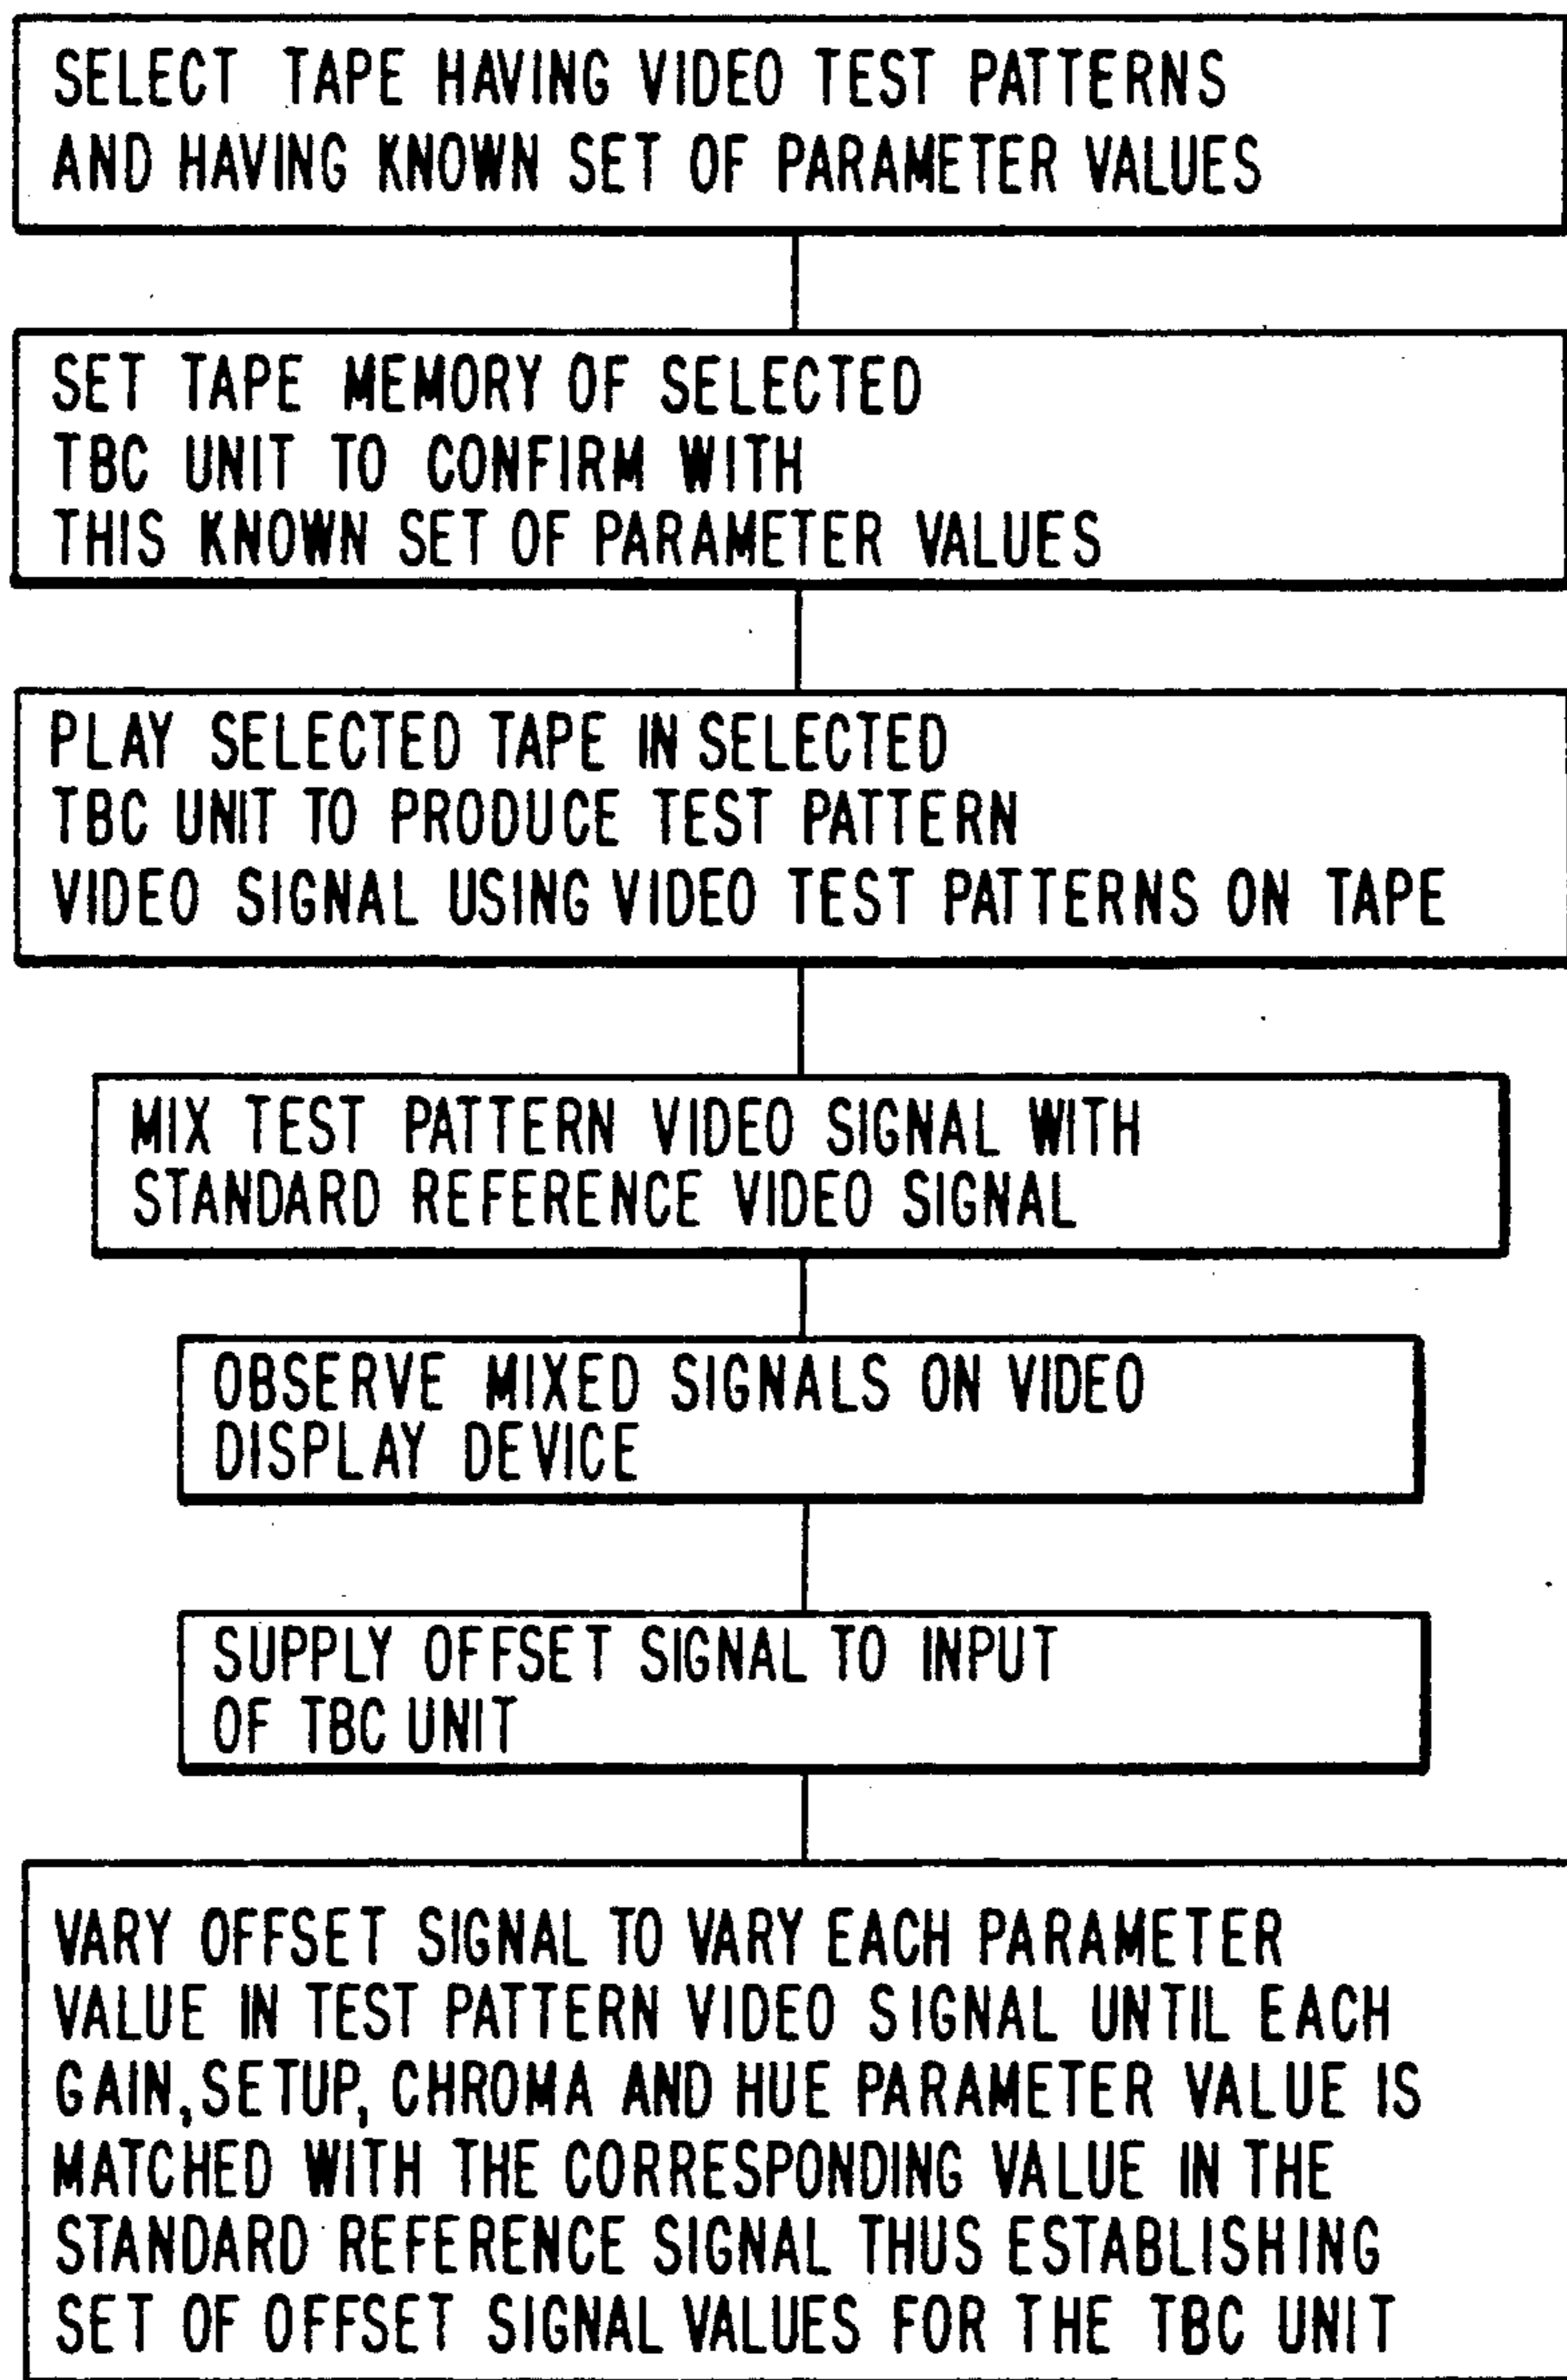 SELECT TAPE HAVING VIDEO TEST PATTERNS
AND HAVING KNOWN SET OF PARAMETER VALUES
SET TAPE MEMORY OF SELECTED
TBC UNIT TO CONFIRM WITH
THIS KNOWN SET OF PARAMETER VALUES
PLAY SELECTED TAPE IN SELECTED
TBC UNIT TO PRODUCE TEST PATTERN
VIDEO SIGNAL USING VIDEO TEST PATTERNS ON TAPE
MIX TEST PATTERN VIDEO SIGNAL WITH
STANDARD REFERENCE VIDEO SIGNAL
OBSERVE MIXED SIGNALS ON VIDEO
DISPLAY DEVICE
SUPPLY OFFSET SIGNAL TO INPUT
OF TBC UNIT
VARY OFFSET SIGNAL TO VARY EACH PARAMETER
VALUE IN TEST PATTERN VIDEO SIGNAL UNTIL EACH
GAIN, SETUP, CHROMA AND HUE PARAMETER VALUE IS
MATCHED WITH THE CORRESPONDING VALUE IN THE
STANDARD REFERENCE SIGNAL THUS ESTABLISHING
SET OF OFFSET SIGNAL VALUES FOR THE TBC UNIT